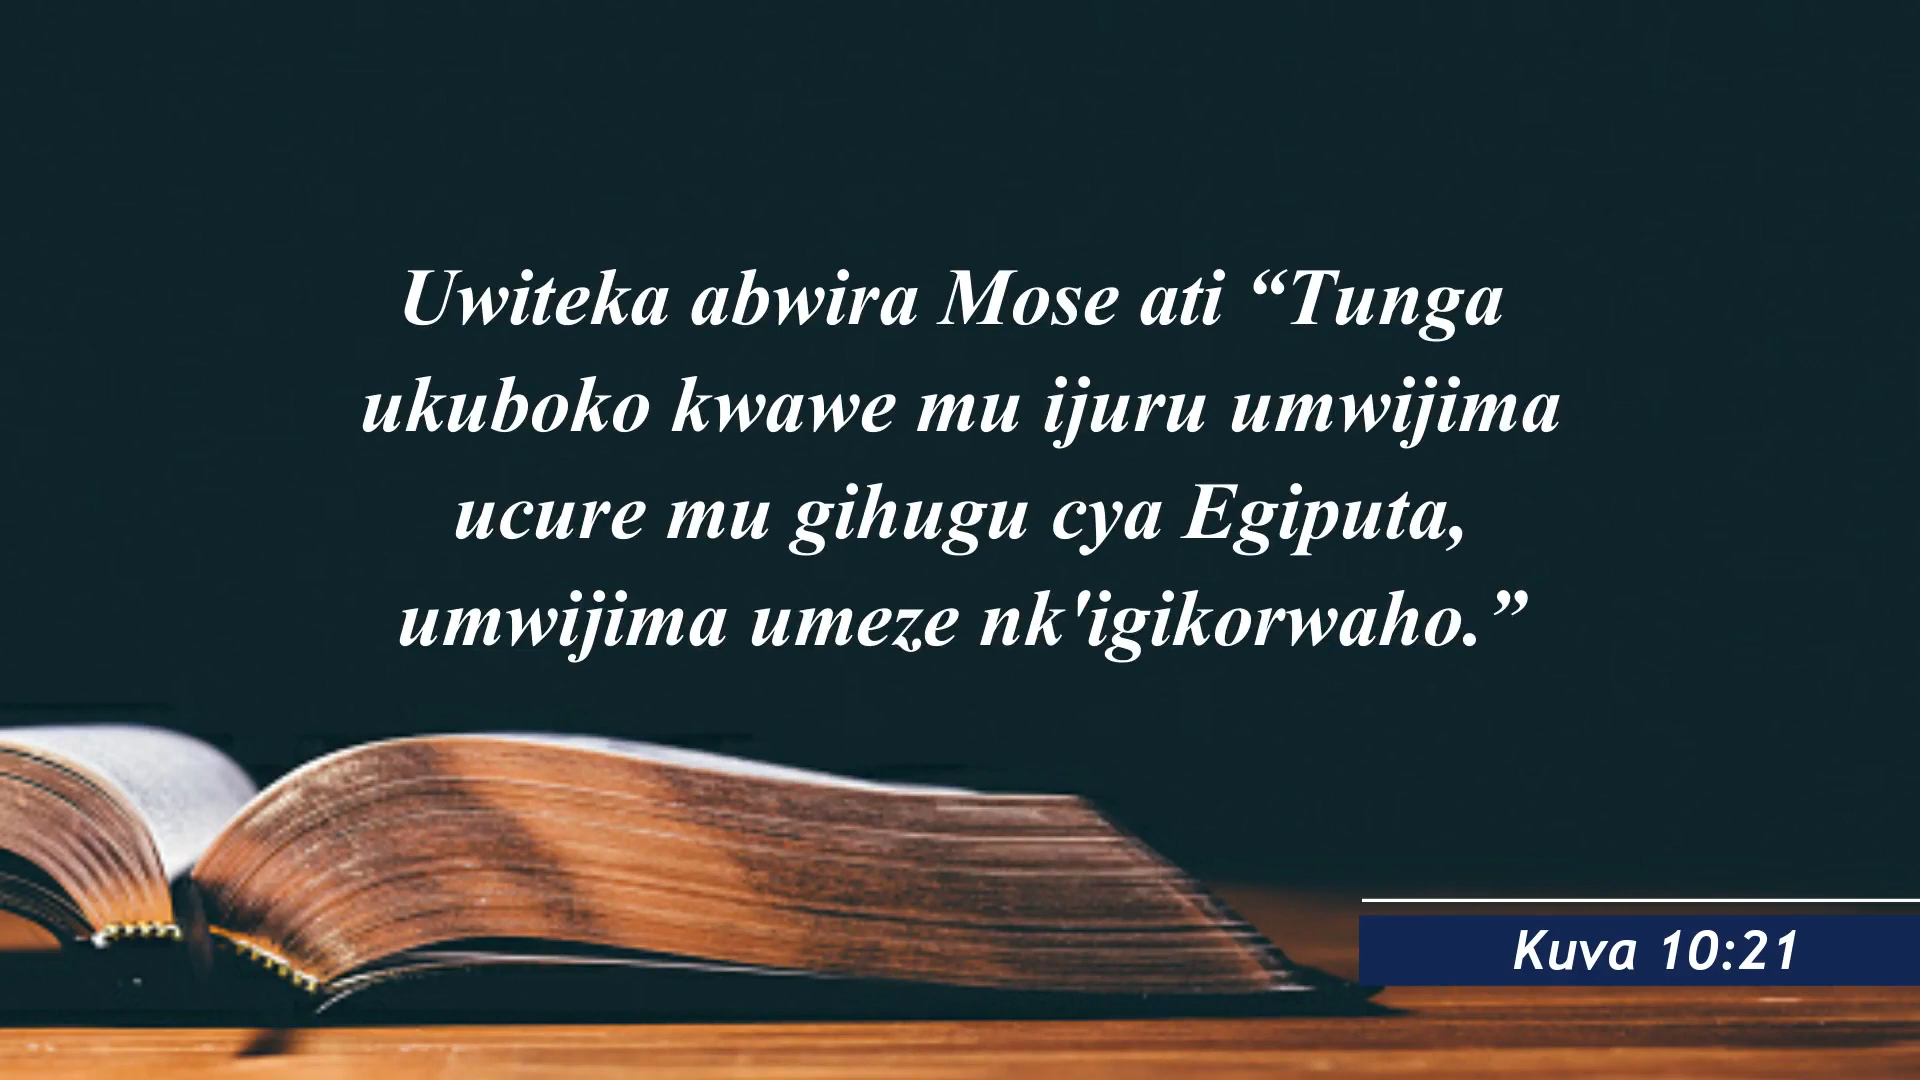 Uwiteka abwira Mose ati “Tunga
ukuboko kwawe mu ijuru umwijima
ucure mu gihugu cya Egiputa,
umwijima umeze nk'igikorwaho.”
Kuva 10:21